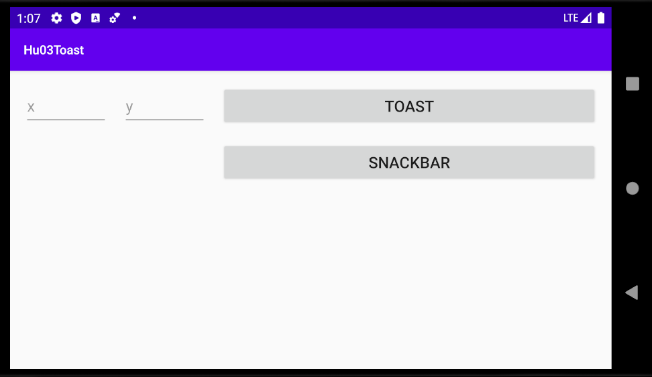 1:07 A LTE
Hu03Toast
x y TOAST
SNACKBAR